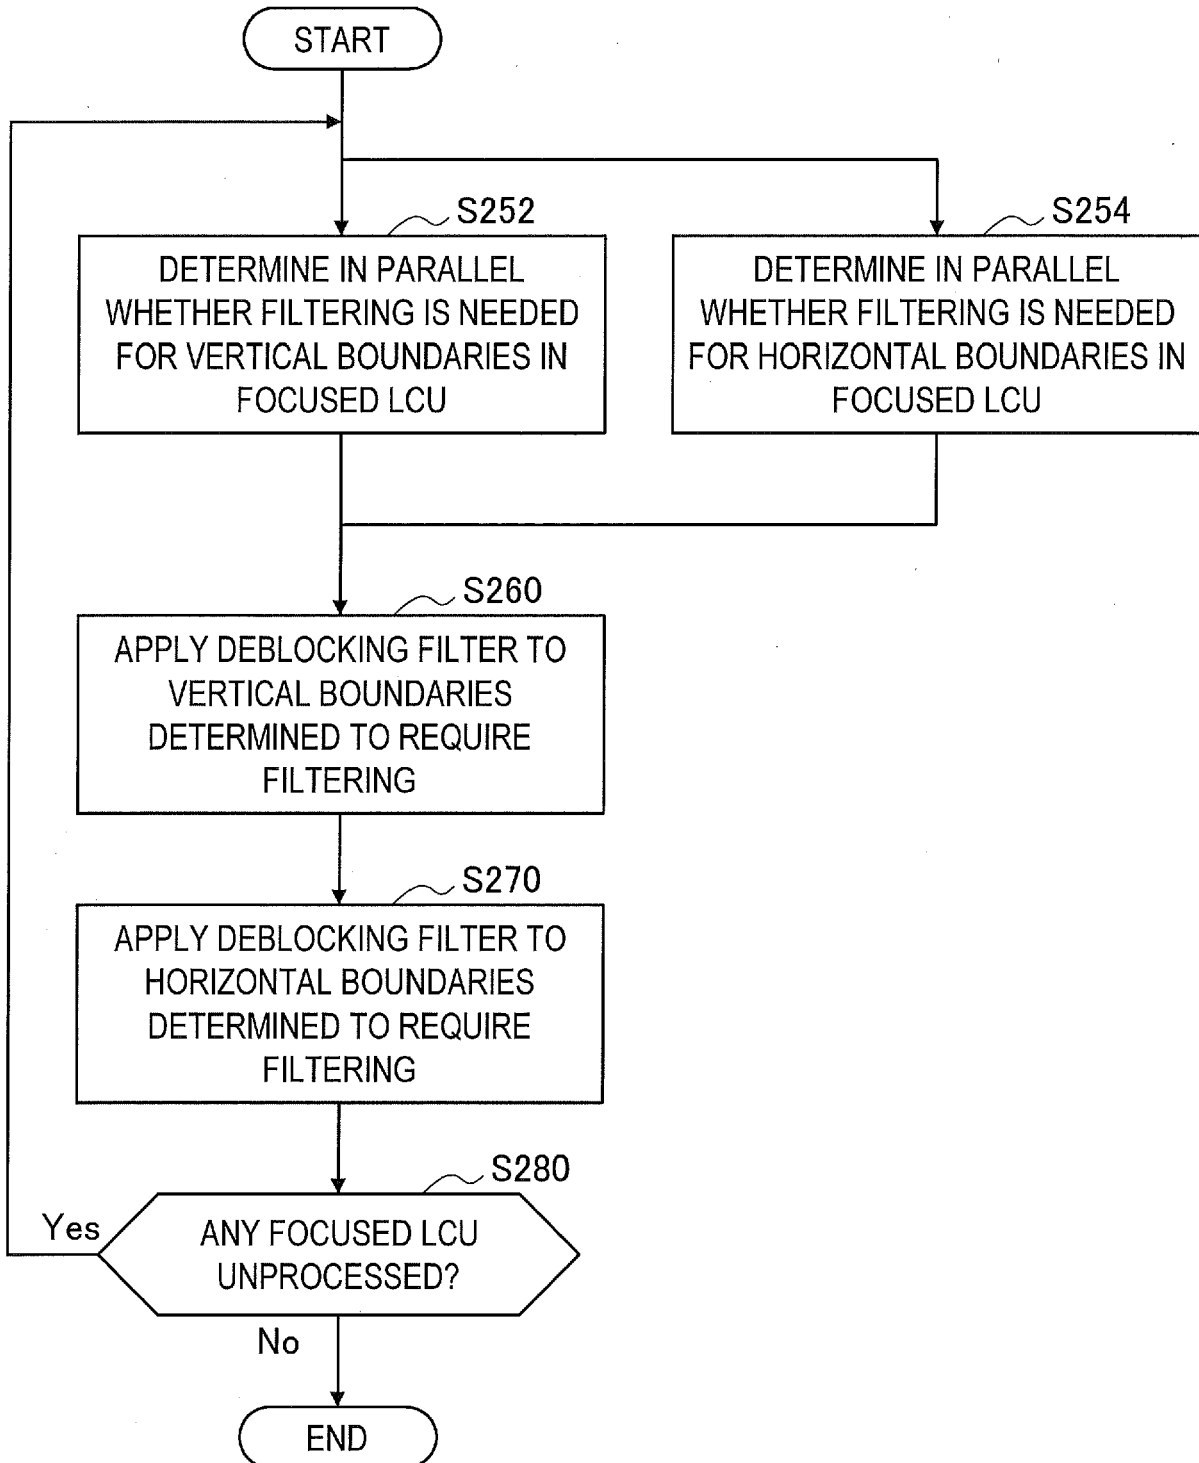 START
S252
DETERMINE IN PARALLEL
WHETHER FILTERING IS NEEDED
FOR VERTICAL BOUNDARIES IN
FOCUSED LCU
S254
DETERMINE IN PARALLEL
WHETHER FILTERING IS NEEDED
FOR HORIZONTAL BOUNDARIES IN
FOCUSED LCU
S260
APPLY DEBLOCKING FILTER TO
VERTICAL BOUNDARIES
DETERMINED TO REQUIRE
FILTERING
S270
APPLY DEBLOCKING FILTER TO
HORIZONTAL BOUNDARIES
DETERMINED TO REQUIRE
FILTERING
S280
ANY FOCUSED LCU
UNPROCESSED?
Yes
No
END